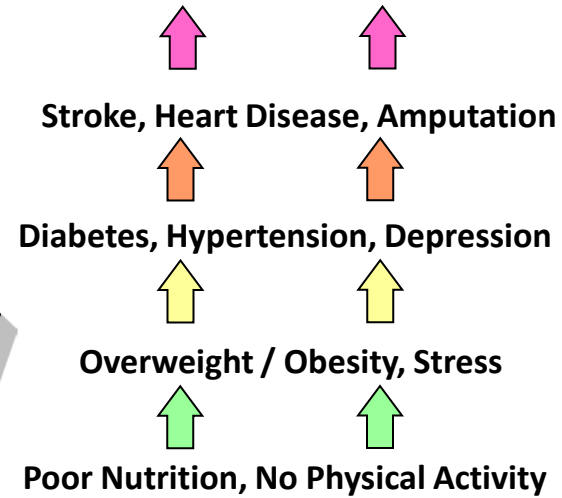 Stroke, Heart Disease, Amputation
Diabetes, Hypertension, Depression
Overweight / Obesity, Stress
Poor Nutrition, No Physical Activity